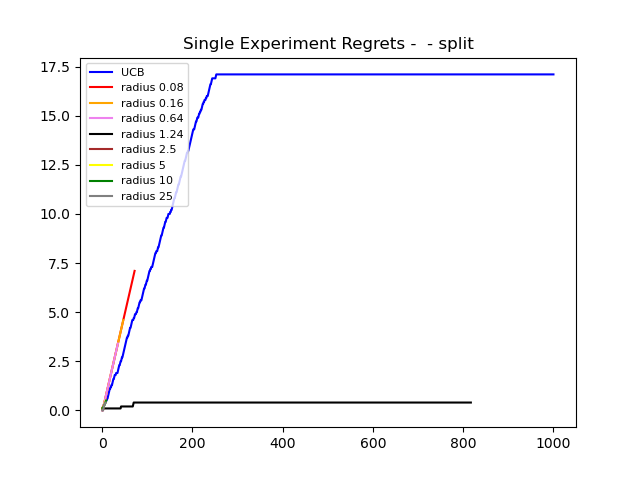 Single Experiment Regrets -  - split
17.5
15.0
12.5
10.0
7.5
5.0
2.5
0.0
UCB
radius 0.08
radius 0.16
radius 0.64
radius 1.24
radius 2.5
radius 5
radius 10
radius 25
0 200 400 600 800 1000